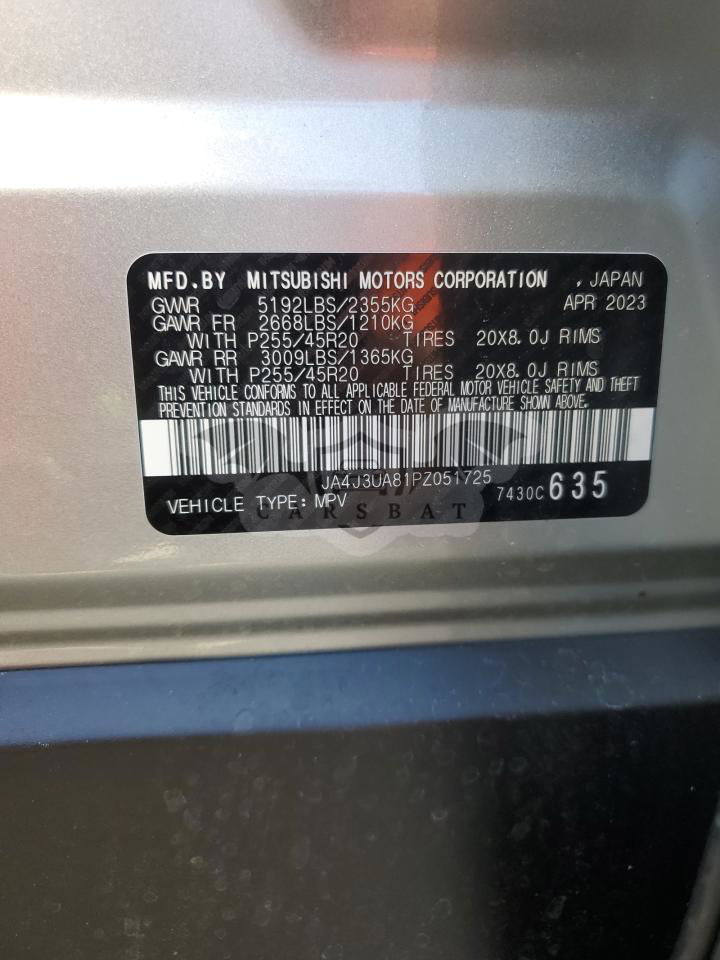 MFD.BY MITSUBISHI MOTORS CORPORATION , JAPAN
GVWR 5192LBS/2355KG APR 2023
GAWR FR 2668LBS/1210KG
WITH P255/45R20 TIRES 20X8.0J RIMS
GAWR RR 3009LBS/1365KG
WITH P255/45R20 TIRES 20X8.0J RIMS
THIS VEHICLE CONFORMS TO ALL APPLICABLE FEDERAL MOTOR VEHICLE SAFETY AND THEFT
PREVENTION STANDARDS IN EFFECT ON THE DATE OF MANUFACTURE SHOWN ABOVE.
JA4J3UA81PZ051725
VEHICLE TYPE: MPV 7430C 635
CARSBAT